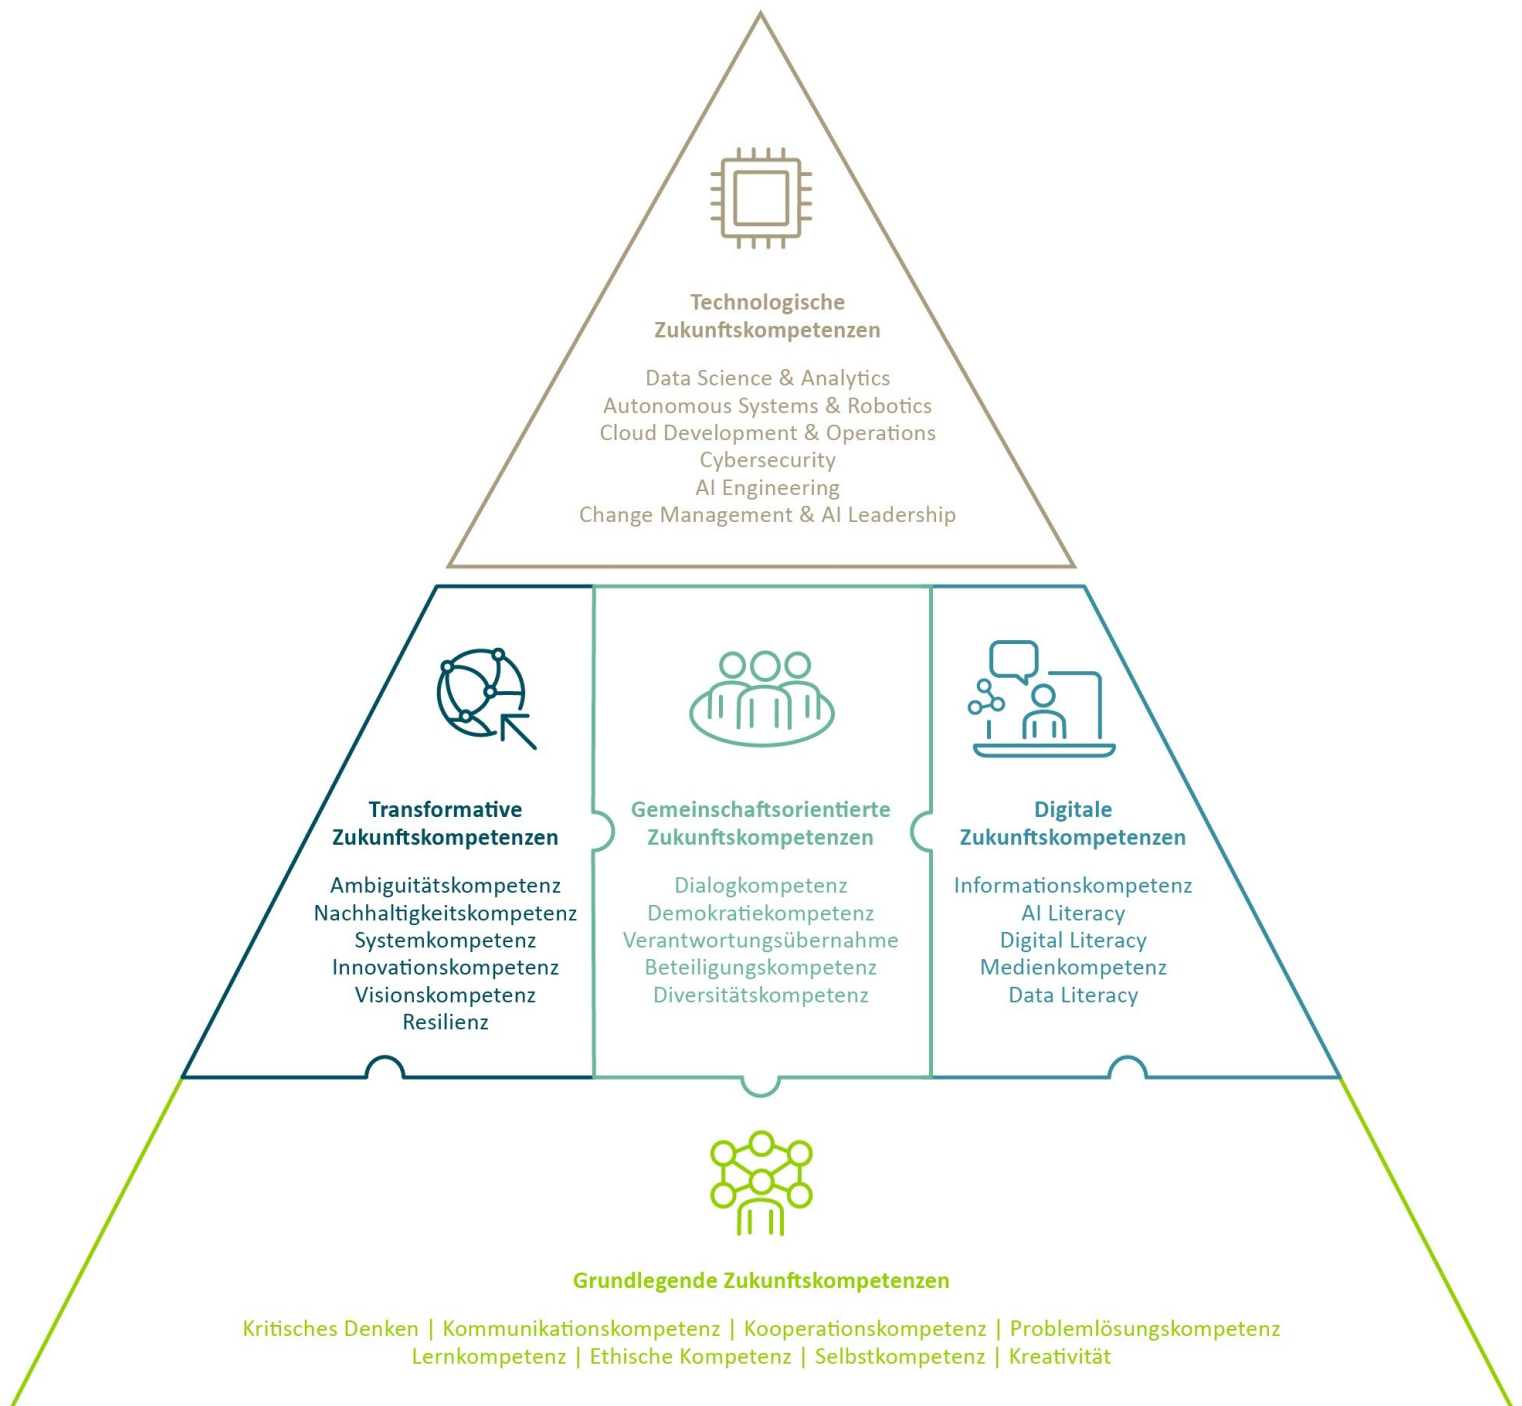 Technologische
Zukunftskompetenzen
Data Science & Analytics
Autonomous Systems & Robotics
Cloud Development & Operations
Cybersecurity
AI Engineering
Change Management & AI Leadership
Transformative
Zukunftskompetenzen
Ambiguitätskompetenz
Nachhaltigkeitskompetenz
Systemkompetenz
Innovationskompetenz
Visionskompetenz
Resilienz
Gemeinschaftsorientierte
Zukunftskompetenzen
Dialogkompetenz
Demokratiekompetenz
Verantwortungsübernahme
Beteiligungskompetenz
Diversitätskompetenz
Digitale
Zukunftskompetenzen
Informationskompetenz
AI Literacy
Digital Literacy
Medienkompetenz
Data Literacy
Grundlegende Zukunftskompetenzen
Kritisches Denken | Kommunikationskompetenz | Kooperationskompetenz | Problemlösungskompetenz
Lernkompetenz | Ethische Kompetenz | Selbstkompetenz | Kreativität